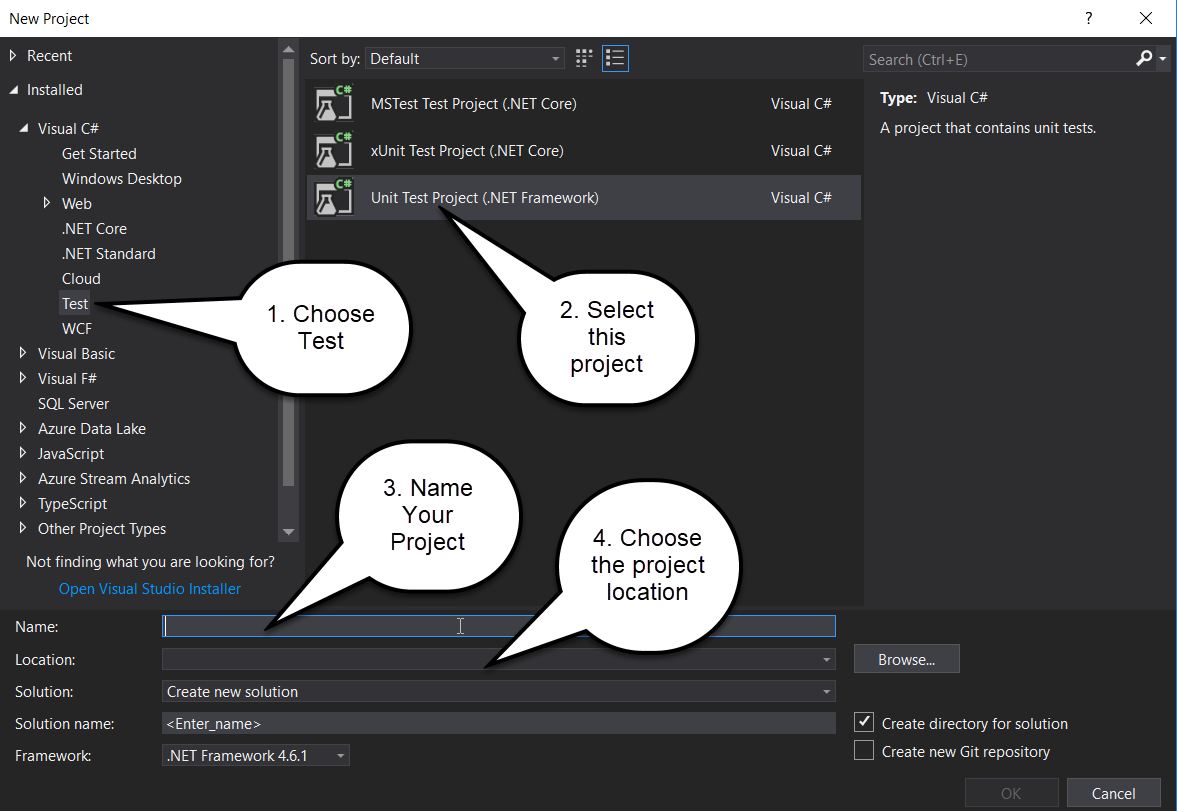 New Project
?
Recent
Installed
Visual C#
Get Started
Windows Desktop
Web
.NET Core
.NET Standard
Cloud
Test
WCF
Visual Basic
Visual F#
SQL Server
Azure Data Lake
JavaScript
Azure Stream Analytics
TypeScript
Other Project Types
Not finding what you are looking for?
Open Visual Studio Installer
Sort by: Default
C# MSTest Test Project (.NET Core) Visual C#
C# xUnit Test Project (.NET Core) Visual C#
C# Unit Test Project (.NET Framework) Visual C#
Search (Ctrl+E)
Type: Visual C#
A project that contains unit tests.
1. Choose
Test
2. Select
this
project
3. Name
Your
Project
4. Choose
the project
location
Name:
Location:
Browse...
Solution: Create new solution
Solution name: <Enter_name>
Create directory for solution
Framework: .NET Framework 4.6.1
Create new Git repository
OK Cancel